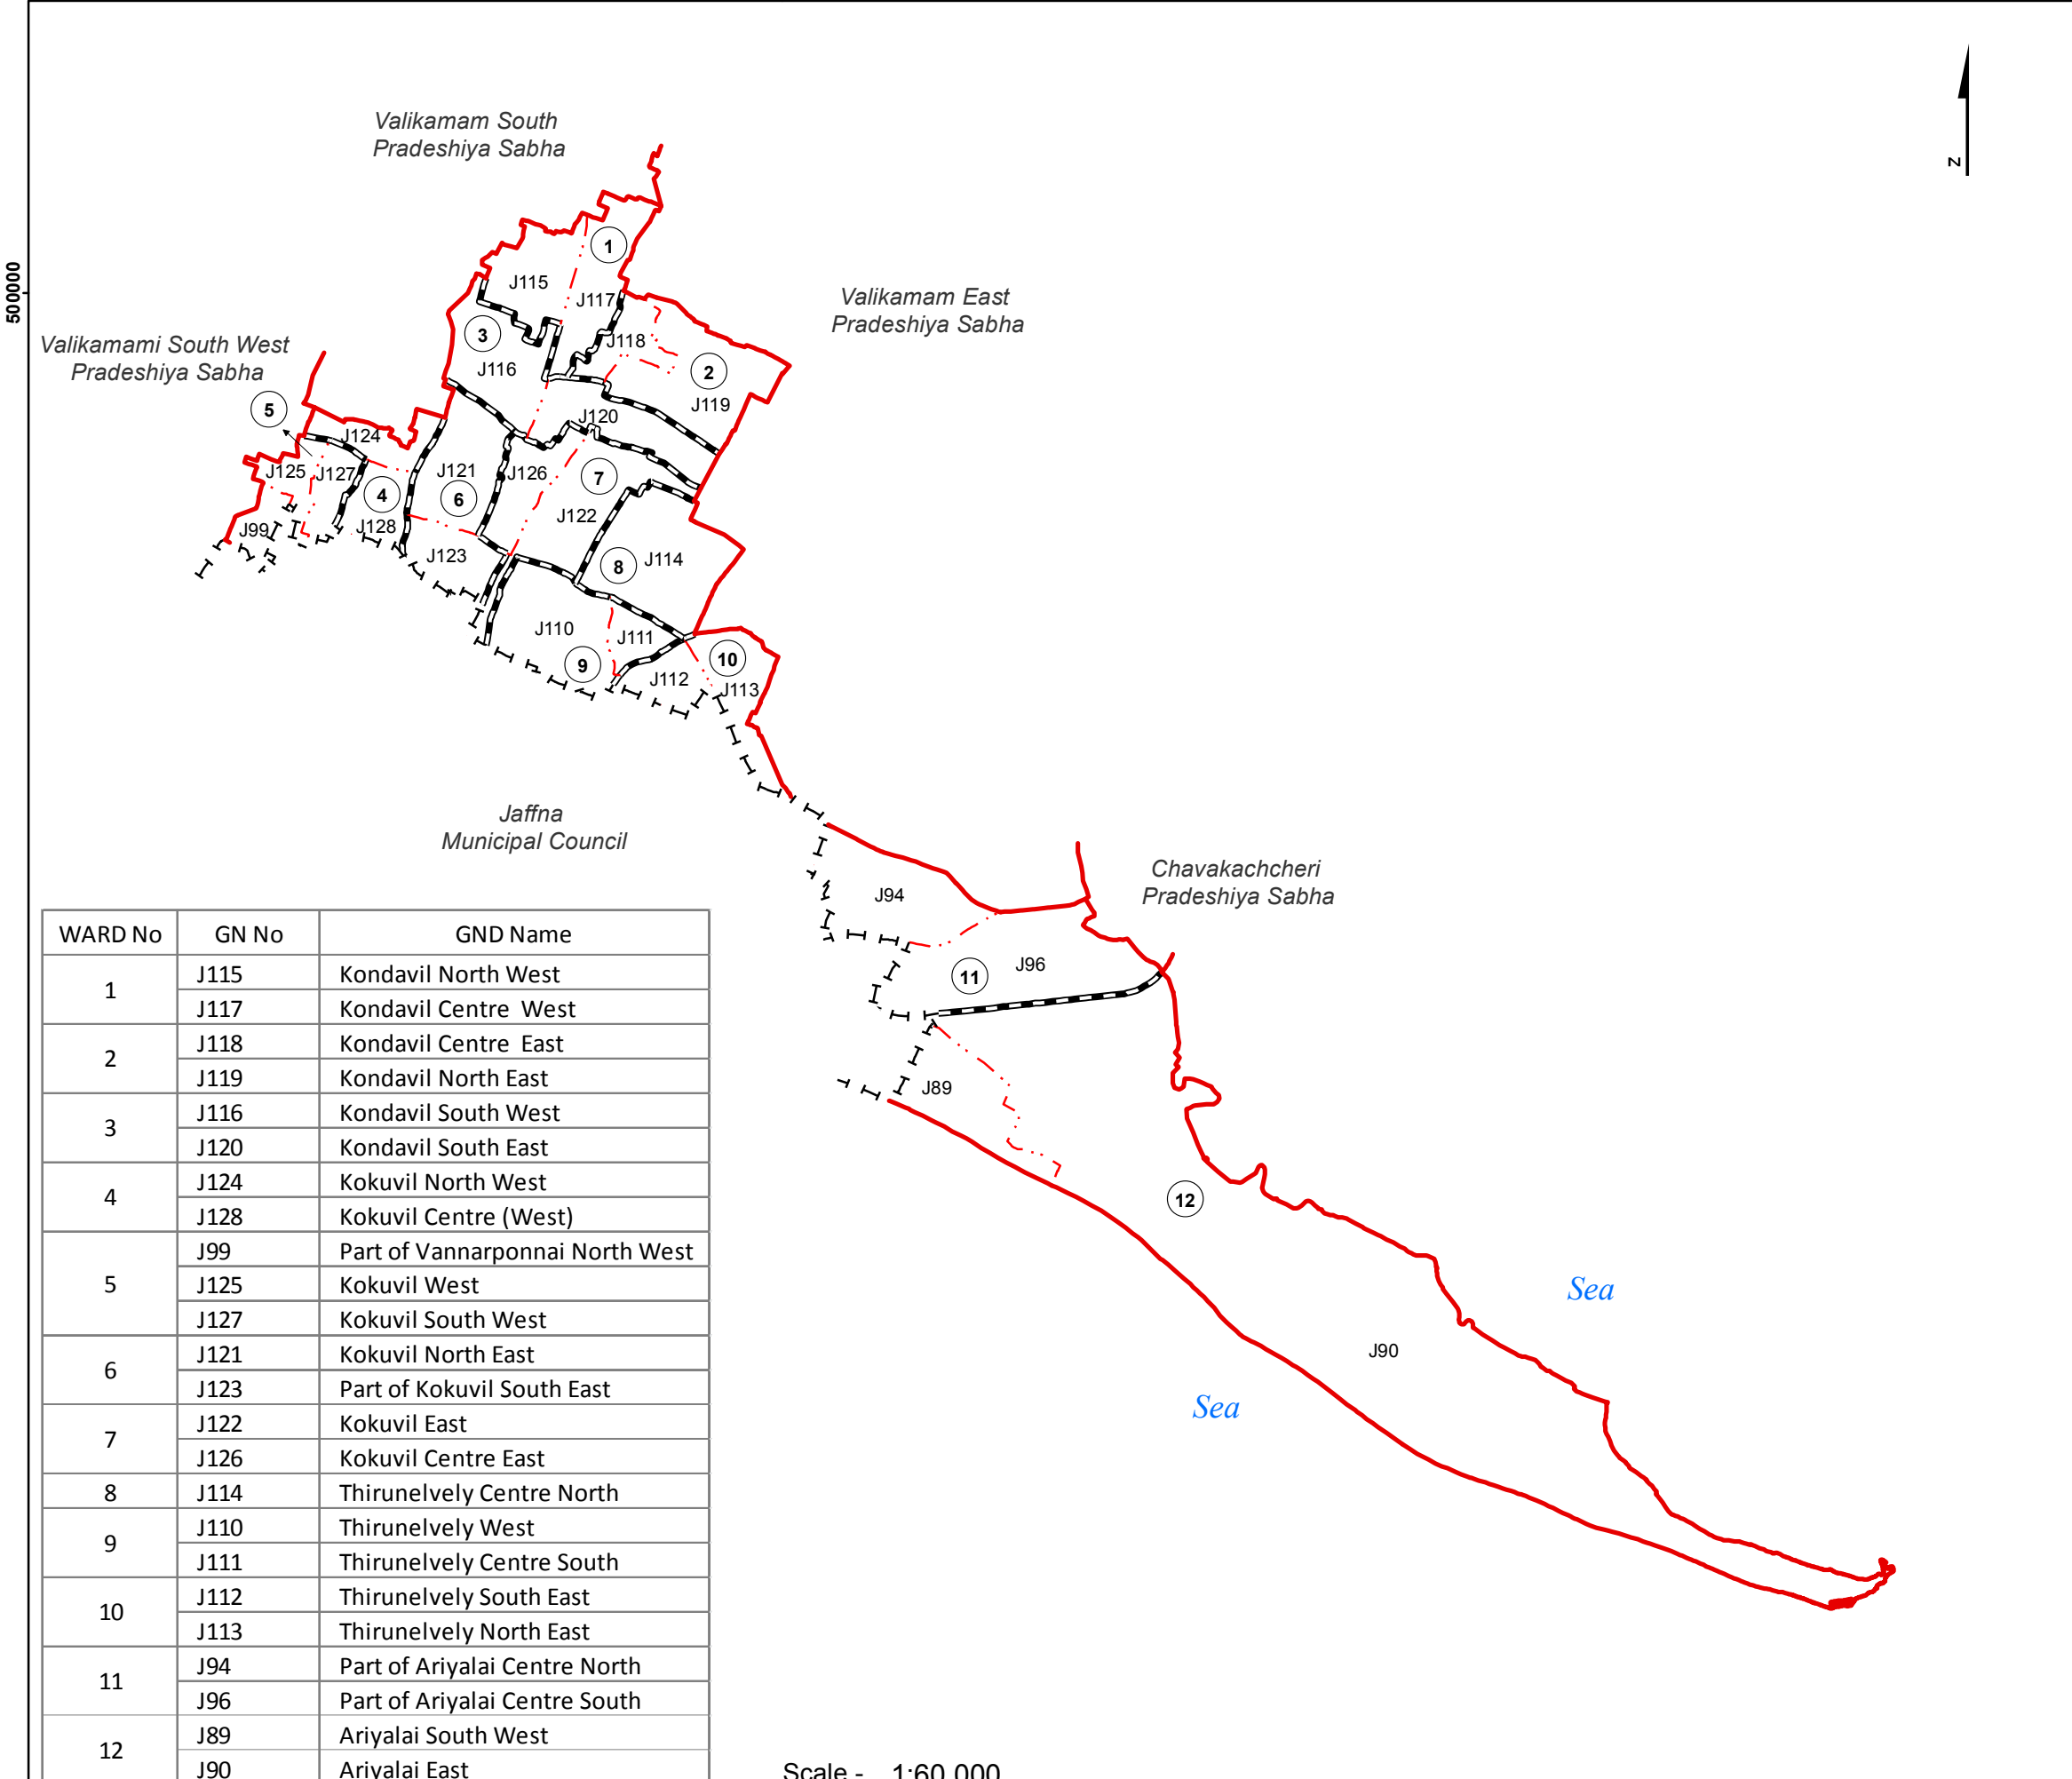 Valikamam South
Pradeshiya Sabha
N
1
500000
J115
Valikamam East
Pradeshiya Sabha
J117
3
J118
Valikamami South West
Pradeshiya Sabha
J116
2
5
J119
J120
J124
J125
J127
J121
J126
7
4
6
J122
J128
J99
J123
8
J114
J110
J111
9
10
J112
J113
Jaffna
Municipal Council
Chavakachcheri
Pradeshiya Sabha
J94
11
J96
J89
12
Sea
J90
Sea
WARD No GN No GND Name
1 J115 Kondavil North West
J117 Kondavil Centre West
2 J118 Kondavil Centre East
J119 Kondavil North East
3 J116 Kondavil South West
J120 Kondavil South East
4 J124 Kokuvil North West
J128 Kokuvil Centre (West)
5 J99 Part of Vannarponnai North West
J125 Kokuvil West
J127 Kokuvil South West
6 J121 Kokuvil North East
J123 Part of Kokuvil South East
7 J122 Kokuvil East
J126 Kokuvil Centre East
8 J114 Thirunelvely Centre North
9 J110 Thirunelvely West
J111 Thirunelvely Centre South
10 J112 Thirunelvely South East
J113 Thirunelvely North East
11 J94 Part of Ariyalai Centre North
J96 Part of Ariyalai Centre South
12 J89 Ariyalai South West
J90 Ariyalai East
Scale - 1:60,000